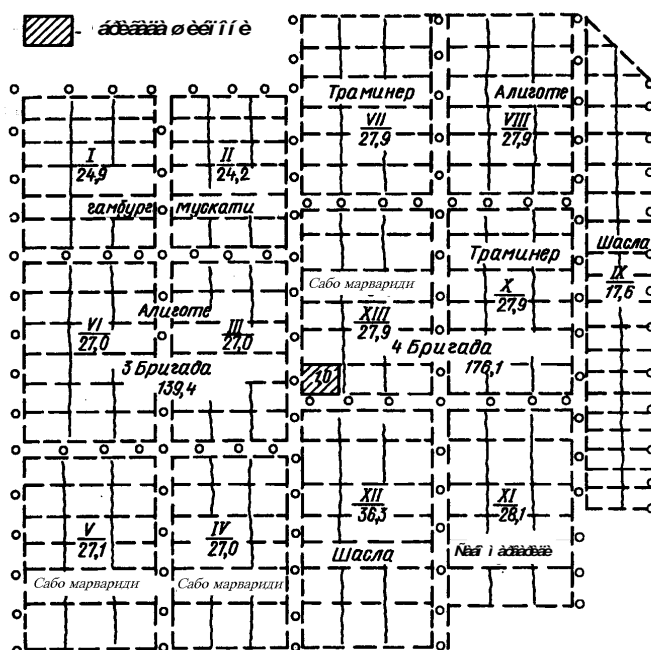 Траминер
VII
27,9
Алиготе
VIII
27,9
I
24,9
II
24,2
гамбург мускати
Шасла
IX
17,6
Сабо марвариди
XIII
27,9
Траминер
X
27,9
Алиготе
VI
27,0
III
27,0
3 Бригада
139,4
4 Бригада
176,1
1,0
V
27,1
Сабо марвариди
IV
27,0
Сабо марвариди
XII
36,3
Шасла
XI
28,1